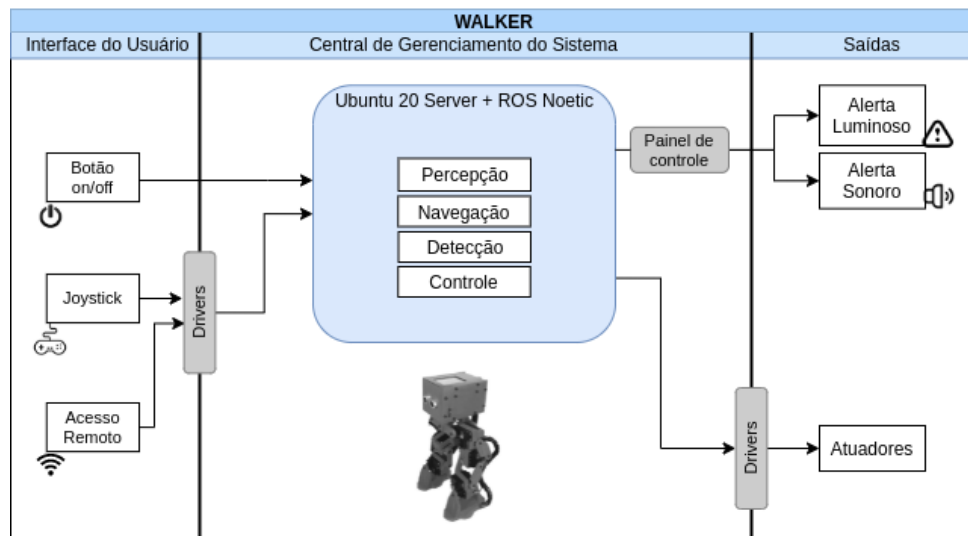 WALKER
Interface do Usuário
Central de Gerenciamento do Sistema
Saídas
Botão
on/off
Joystick
Acesso
Remoto
Drivers
Ubuntu 20 Server + ROS Noetic
Percepção
Navegação
Detecção
Controle
Painel de
controle
Drivers
Alerta
Luminoso
Alerta
Sonoro
Atuadores